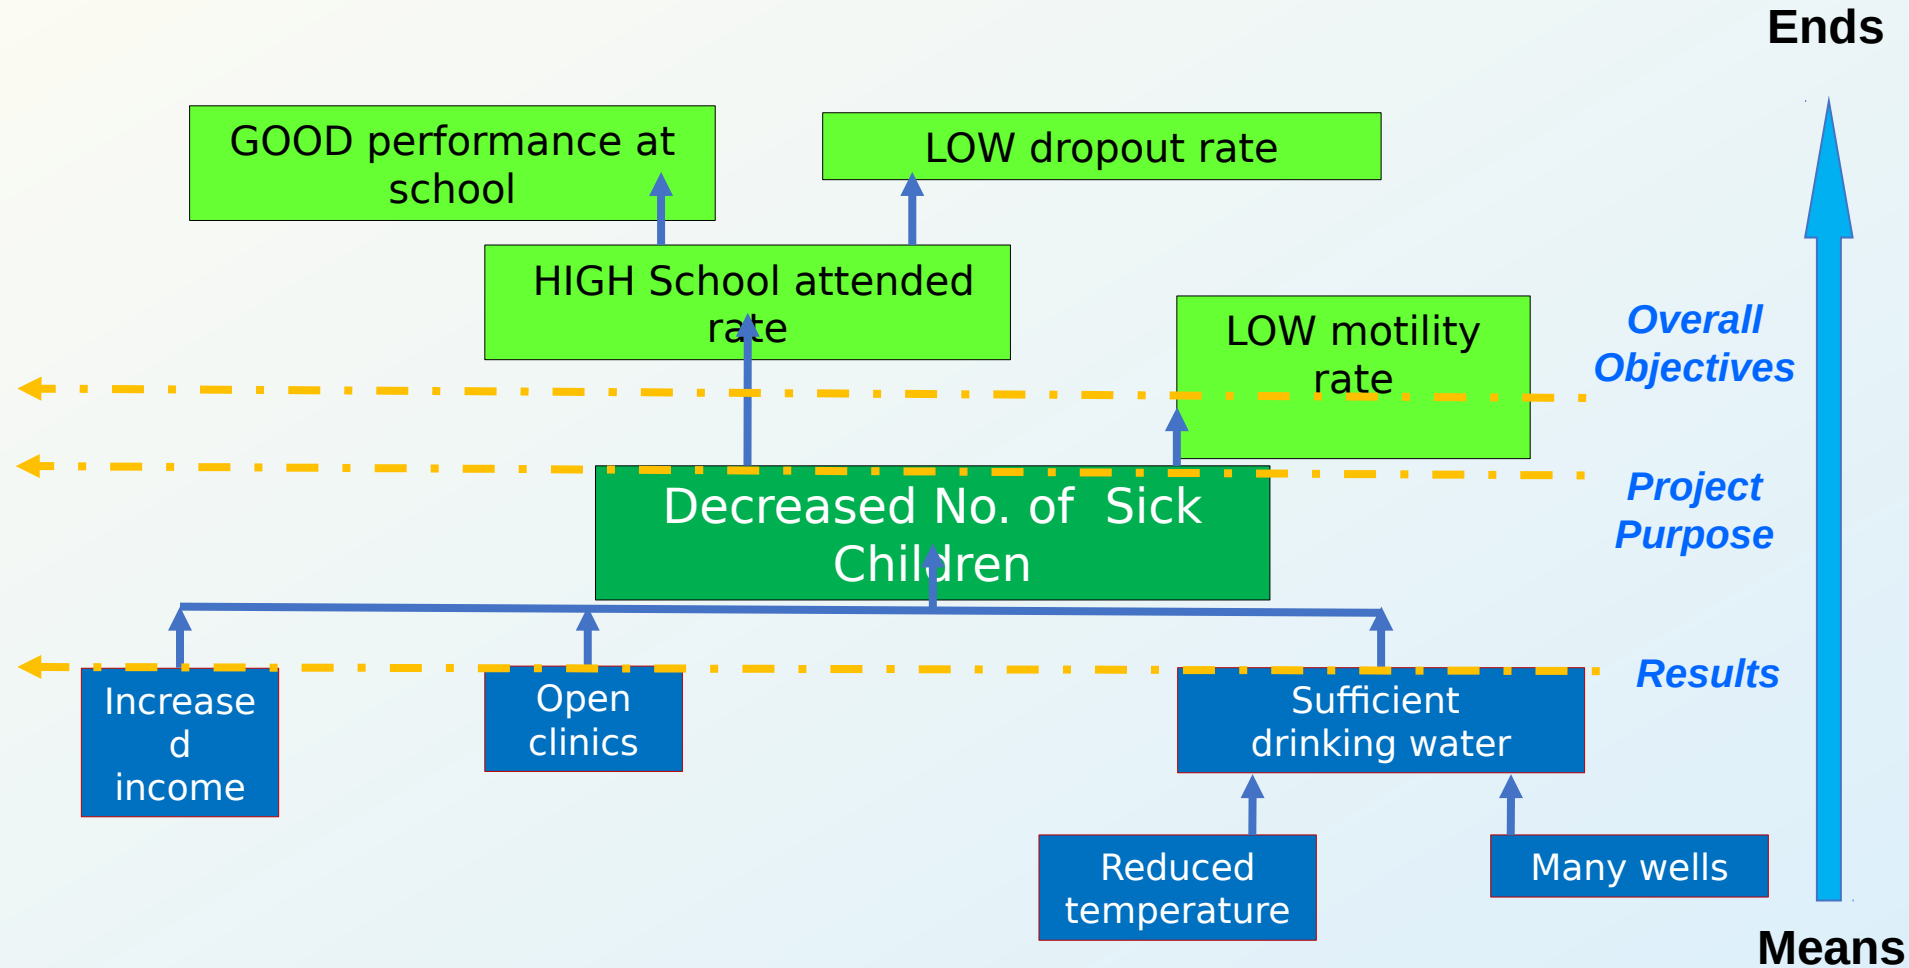 Ends
GOOD performance at
school
LOW dropout rate
HIGH School attended
rate
LOW motility
rate
Overall
Objectives
Decreased No. of  Sick
Children
Project
Purpose
Increase
d
income
Open
clinics
Sufficient
drinking water
Results
Reduced
temperature
Many wells
Means